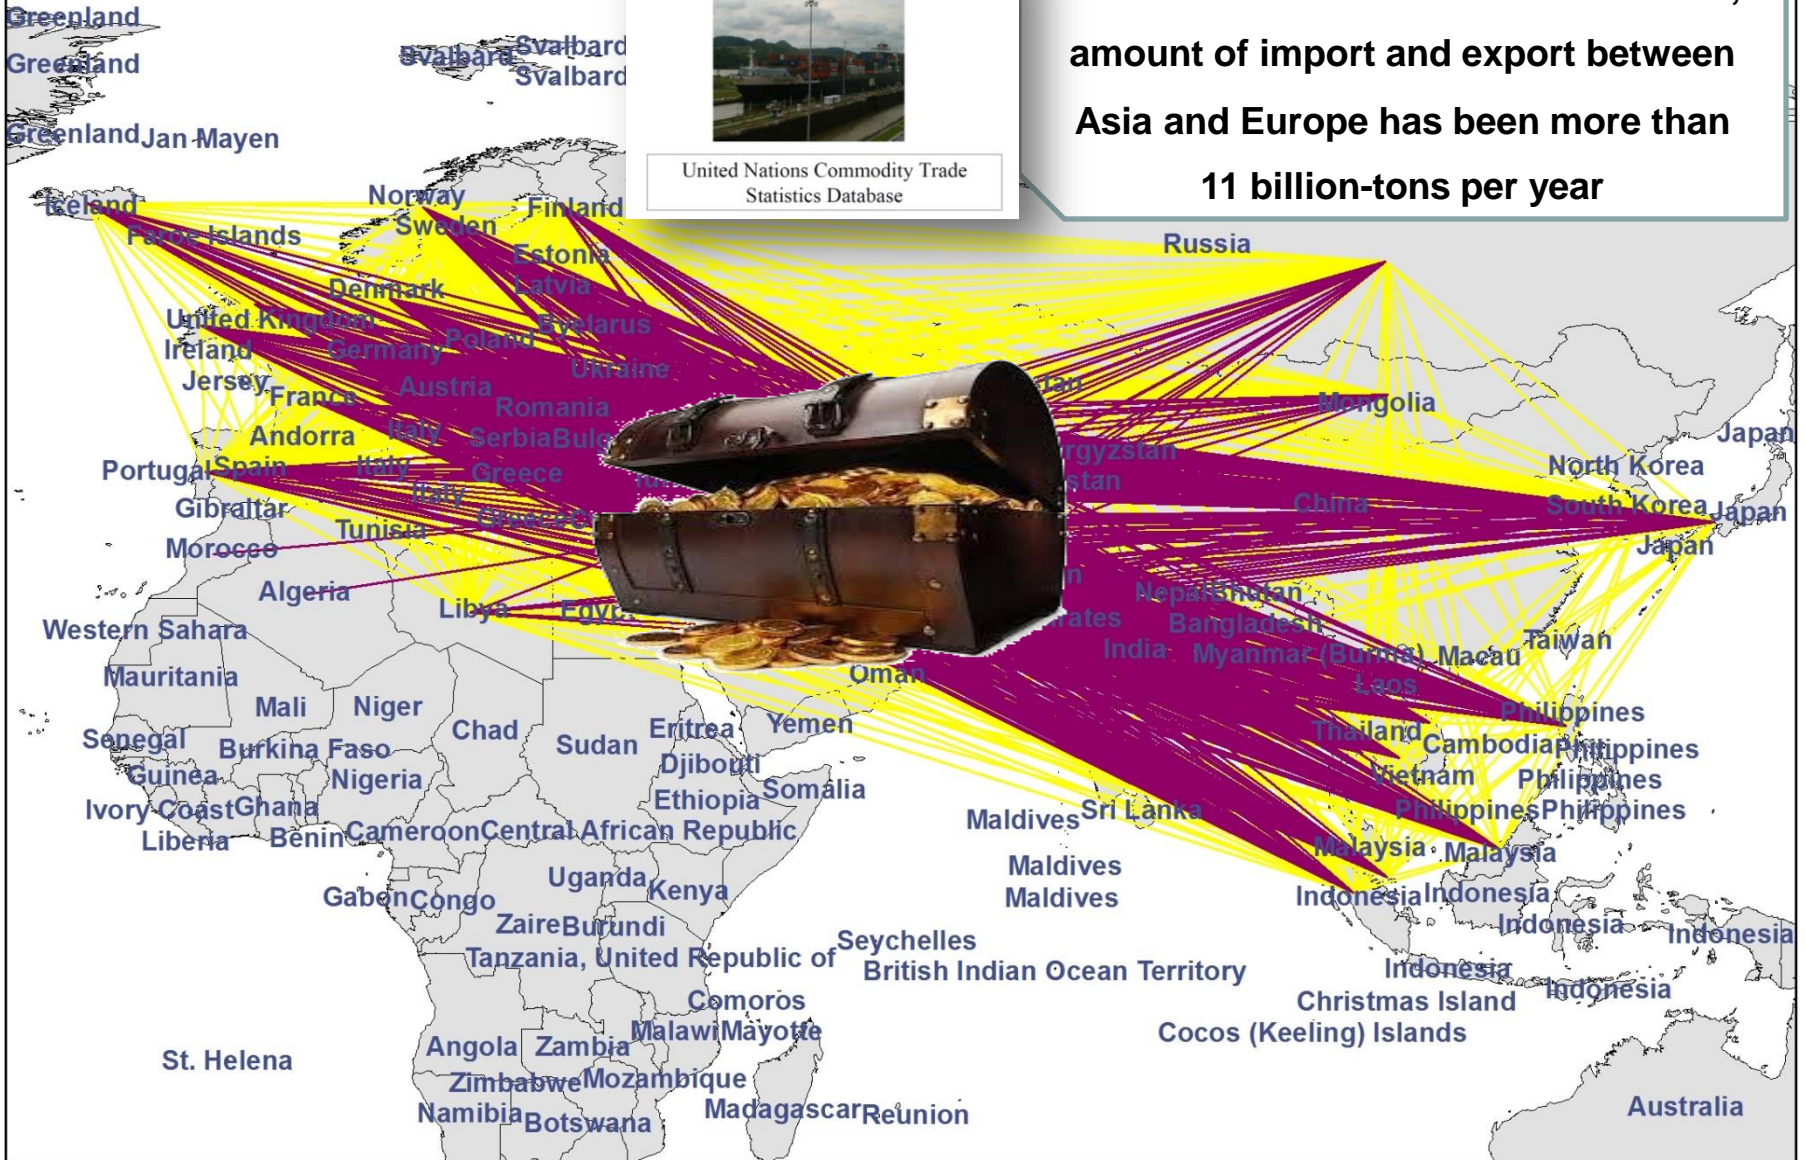 amount of import and export between
Asia and Europe has been more than
11 billion-tons per year
United Nations Commodity Trade
Statistics Database
Greenland
Svalbard
Greenland
Svalbard
Svalbard
Greenland
Jan Mayen
Norway
Iceland
Finland
Sweden
Faroe Islands
Russia
Estonia
Latvia
Denmark
United Kingdom
Byelarus
Poland
Ireland
Germany
Ukraine
Jersey
Austria
France
Mongolia
Romania
Andorra
Italy
Serbia
Japan
Portugal
Spain
Italy
Greece
North Korea
Italy
China
South Korea
Japan
Gibraltar
Greece
Tunisia
Morocco
Japan
Algeria
Nepal
Bhutan
Libya
Western Sahara
Bangladesh
Taiwan
India
Myanmar (Burma)
Macau
Mauritania
Oman
Laos
Mali
Niger
Philippines
Senegal
Chad
Eritrea
Yemen
Thailand
Burkina Faso
Sudan
Cambodia
Philippines
Guinea
Nigeria
Djibouti
Vietnam
Philippines
Ivory Coast
Ghana
Ethiopia
Somalia
Sri Lanka
Philippines
Philippines
Liberia
Benin
Cameroon
Central African Republic
Maldives
Malaysia
Malaysia
Maldives
Uganda
Kenya
Maldives
Gabon
Congo
Indonesia
Indonesia
Zaire
Burundi
Indonesia
Indonesia
Tanzania, United Republic of
Seychelles
British Indian Ocean Territory
Indonesia
Indonesia
Comoros
Christmas Island
Malawi
Mayotte
Cocos (Keeling) Islands
Angola
Zambia
St. Helena
Zimbabwe
Mozambique
Namibia
Botswana
Madagascar
Reunion
Australia